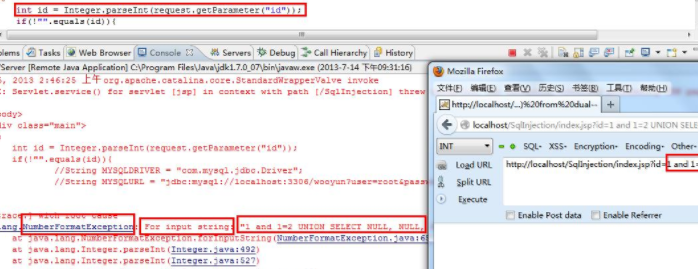 int id = Integer.parseInt(request.getParameter("id"));
if(!"".equals(id)){
Tasks Web Browser Console Servers Debug Call Hierarchy History
/Server [Remote Java Application] C:\Program Files\Java\jdk1.7.0_07\bin\javaw.exe (2013-7-14 下午09:31:16)
2013 2:46:25 上午 org.apache.catalina.core.StandardWrapperValve invoke
Servlet.service() for servlet [jsp] in context with path [/SqlInjection] threw
body>
div class="main">
int id = Integer.parseInt(request.getParameter("id"));
if(!"".equals(id)){
//String MYSQLDRIVER = "com.mysql.jdbc.Driver";
//String MYSQLURL = "jdbc:mysql://localhost:3306/wooyun?user=root&passw
with root cause
lang.NumberFormatException: For input string: "1 and 1=2 UNION SELECT NULL, NULL,
at java.lang.NumberFormatException.forInputString(NumberFormatException.java:6
at java.lang.Integer.parseInt(Integer.java:492)
at java.lang.Integer.parseInt(Integer.java:527)
Mozilla Firefox
文件(F) 编辑(E) 查看(V) 历史(S) 书签(B) 工具(T) 帮助(H)
http://localhost/...)%20from%20dual-- +
localhost/SqlInjection/index.jsp?id=1 and 1=2 UNION SELE
INT SQL- XSS- Encryption- Encoding- Other-
Load URL http://localhost/SqlInjection/index.jsp?id=1 and 1=
Split URL
Execute
Enable Post data Enable Referrer